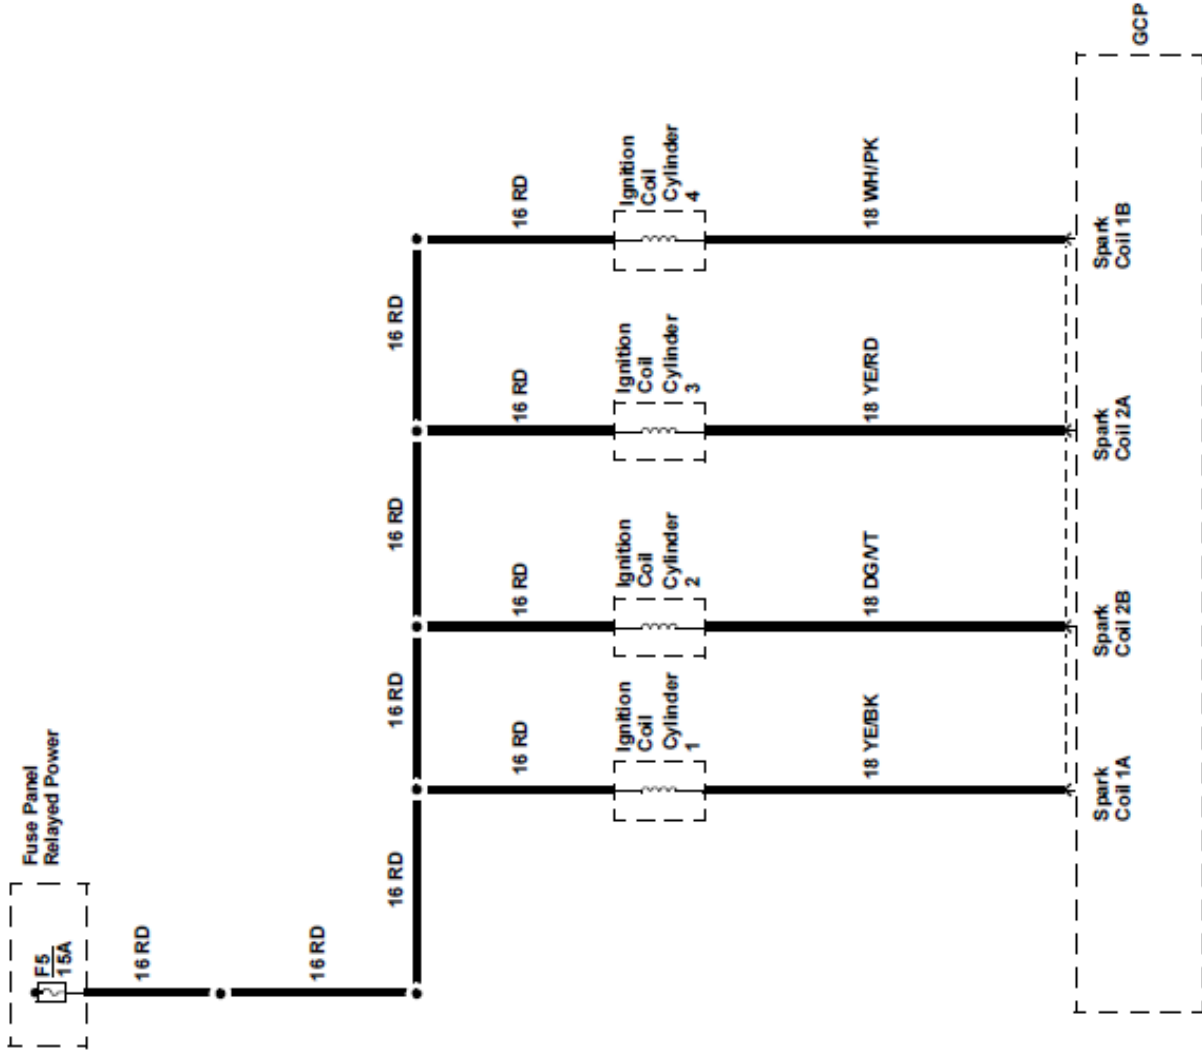 Fuse Panel
Relayed Power
F5
15A
16 RD
16 RD
16 RD
16 RD
16 RD
16 RD
16 RD
16 RD
16 RD
16 RD
Ignition
Coil
Cylinder
1
Ignition
Coil
Cylinder
2
Ignition
Coil
Cylinder
3
Ignition
Coil
Cylinder
4
18 YE/BK
18 DG/VT
18 YE/RD
18 WH/PK
Spark
Coil 1A
Spark
Coil 2B
Spark
Coil 2A
Spark
Coil 1B
GCP